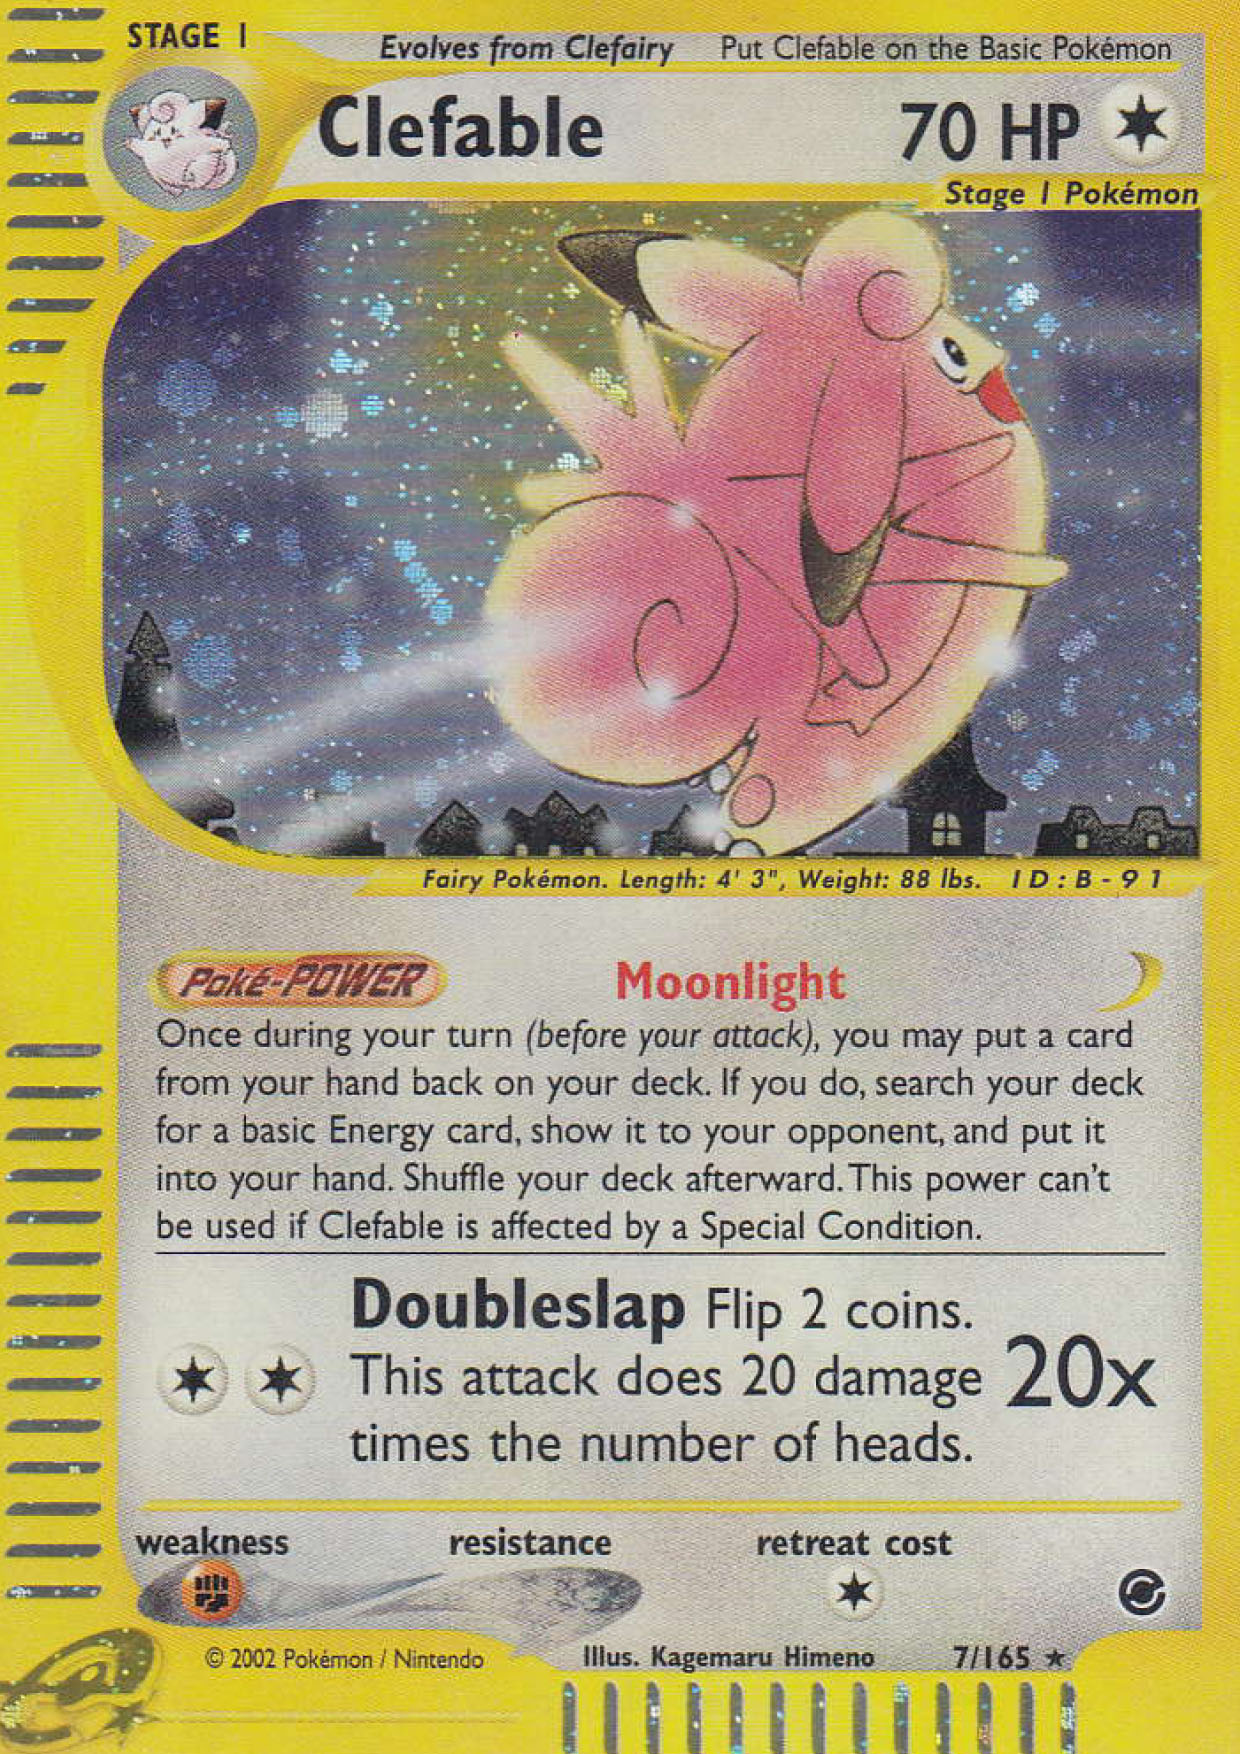 STAGE 1
Evolves from Clefairy Put Clefable on the Basic Pokémon
Clefable 70 HP
Stage 1 Pokémon
Fairy Pokémon. Length: 4' 3", Weight: 88 lbs. ID:B-91
Poké-POWER Moonlight
Once during your turn (before your attack), you may put a card
from your hand back on your deck. If you do, search your deck
for a basic Energy card, show it to your opponent, and put it
into your hand. Shuffle your deck afterward. This power can't
be used if Clefable is affected by a Special Condition.
Doubleslap Flip 2 coins.
This attack does 20 damage 20x
times the number of heads.
weakness resistance retreat cost
© 2002 Pokémon / Nintendo Illus. Kagemaru Himeno 7/165 ★